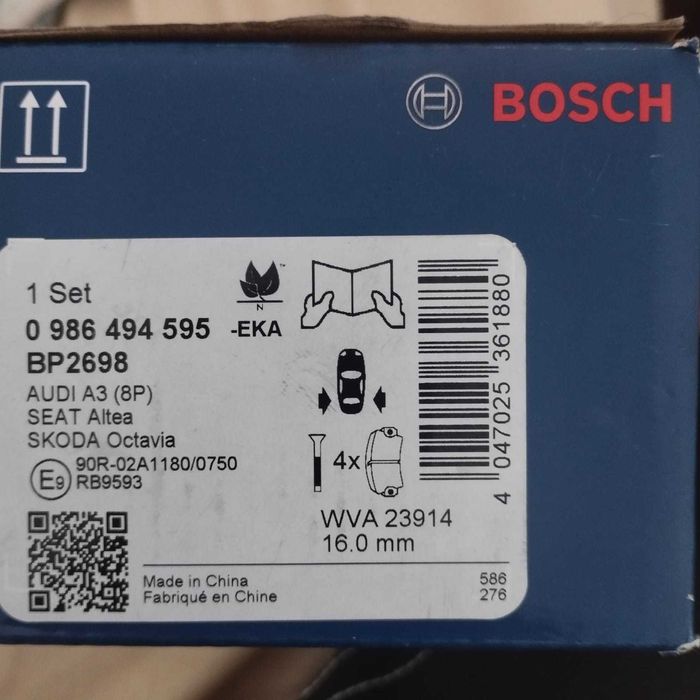 BOSCH
1 Set
0 986 494 595 -EKA
BP2698
AUDI A3 (8P)
SEAT Altea
SKODA Octavia
E9 90R-02A1180/0750
RB9593
N
4x
WVA 23914
16.0 mm
4 047025 361880
Made in China
Fabriqué en Chine
586
276